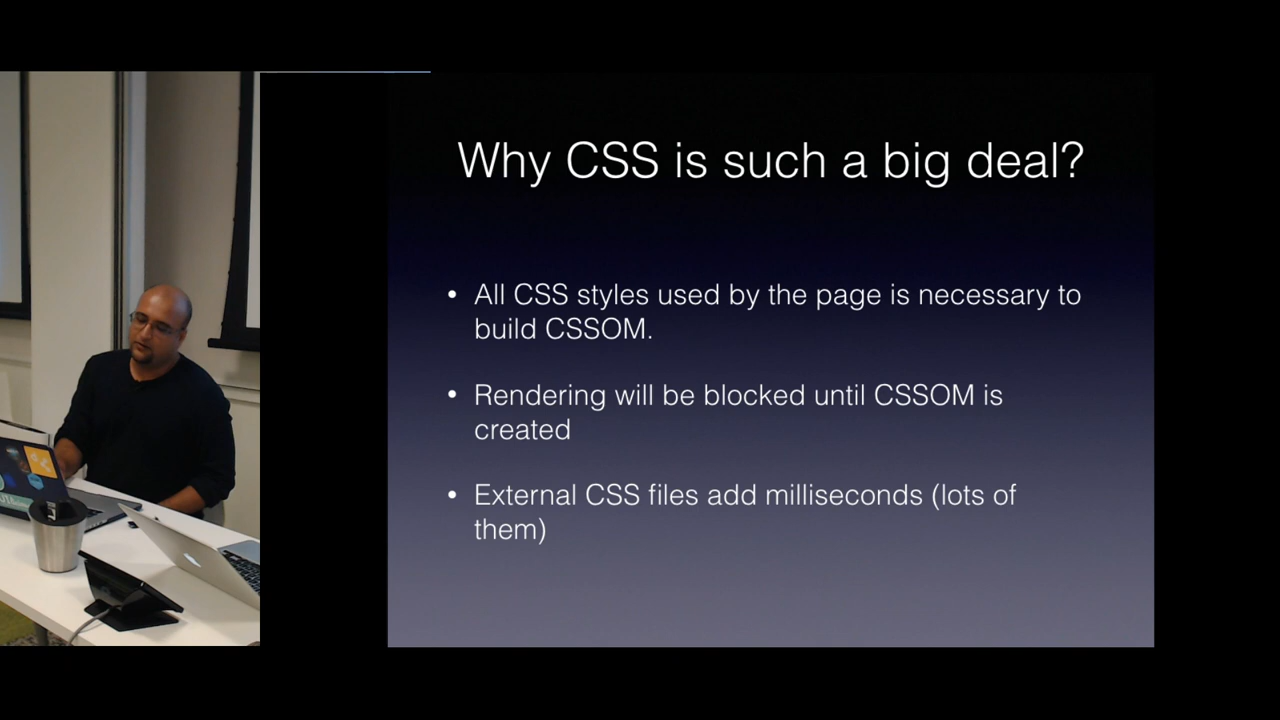 Why CSS is such a big deal?
• All CSS styles used by the page is necessary to
build CSSOM.
• Rendering will be blocked until CSSOM is
created
• External CSS files add milliseconds (lots of
them)